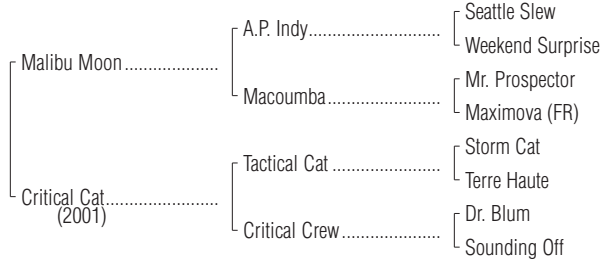 Seattle Slew
A.P. Indy
Weekend Surprise
Malibu Moon
Mr. Prospector
Macoumba
Maximova (FR)
Storm Cat
Tactical Cat
Terre Haute
Critical Cat
(2001)
Dr. Blum
Critical Crew
Sounding Off